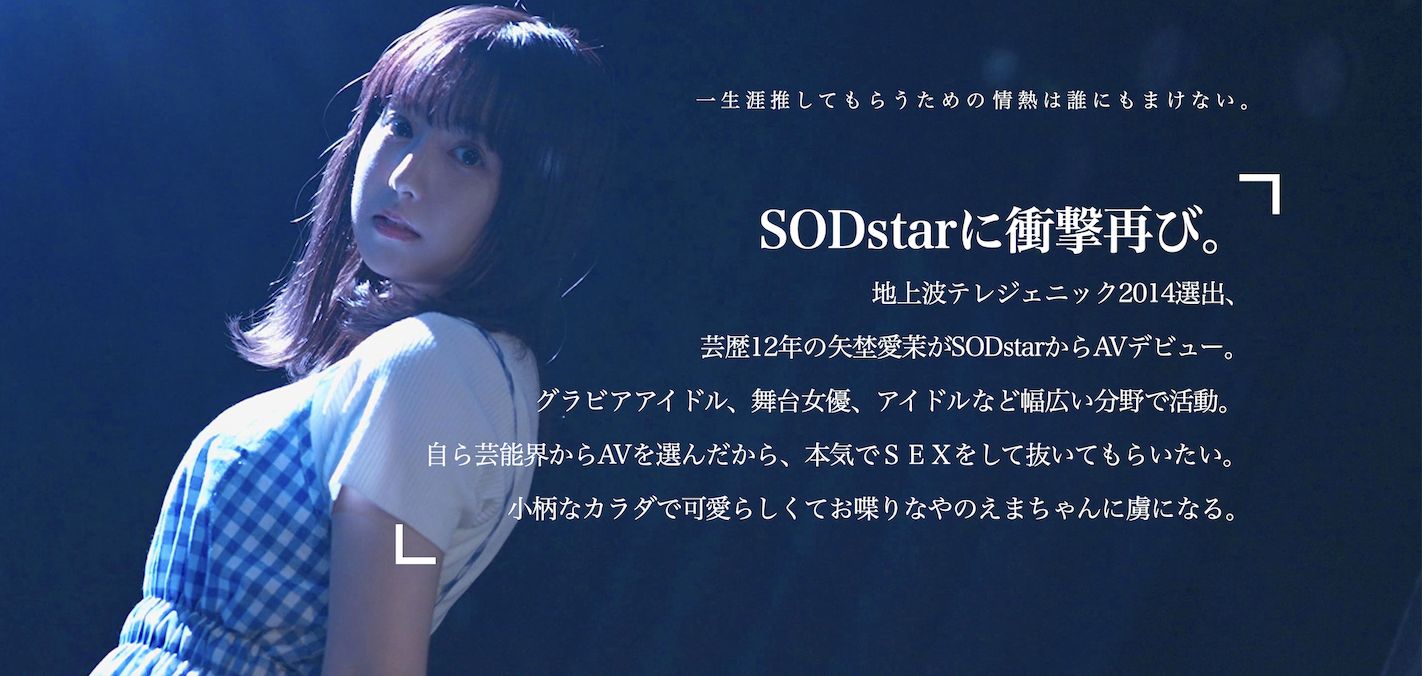 一生涯推してもらうための情熱は誰にもまけない。
SODstarに衝撃再び。
地上波テレジェニック2014選出、
芸歴12年の矢埜愛茉がSODstarからAVデビュー。
グラビアアイドル、舞台女優、アイドルなど幅広い分野で活動。
自ら芸能界からAVを選んだから、本気でＳＥＸをして抜いてもらいたい。
小柄なカラダで可愛らしくてお喋りなやのえまちゃんに虜になる。